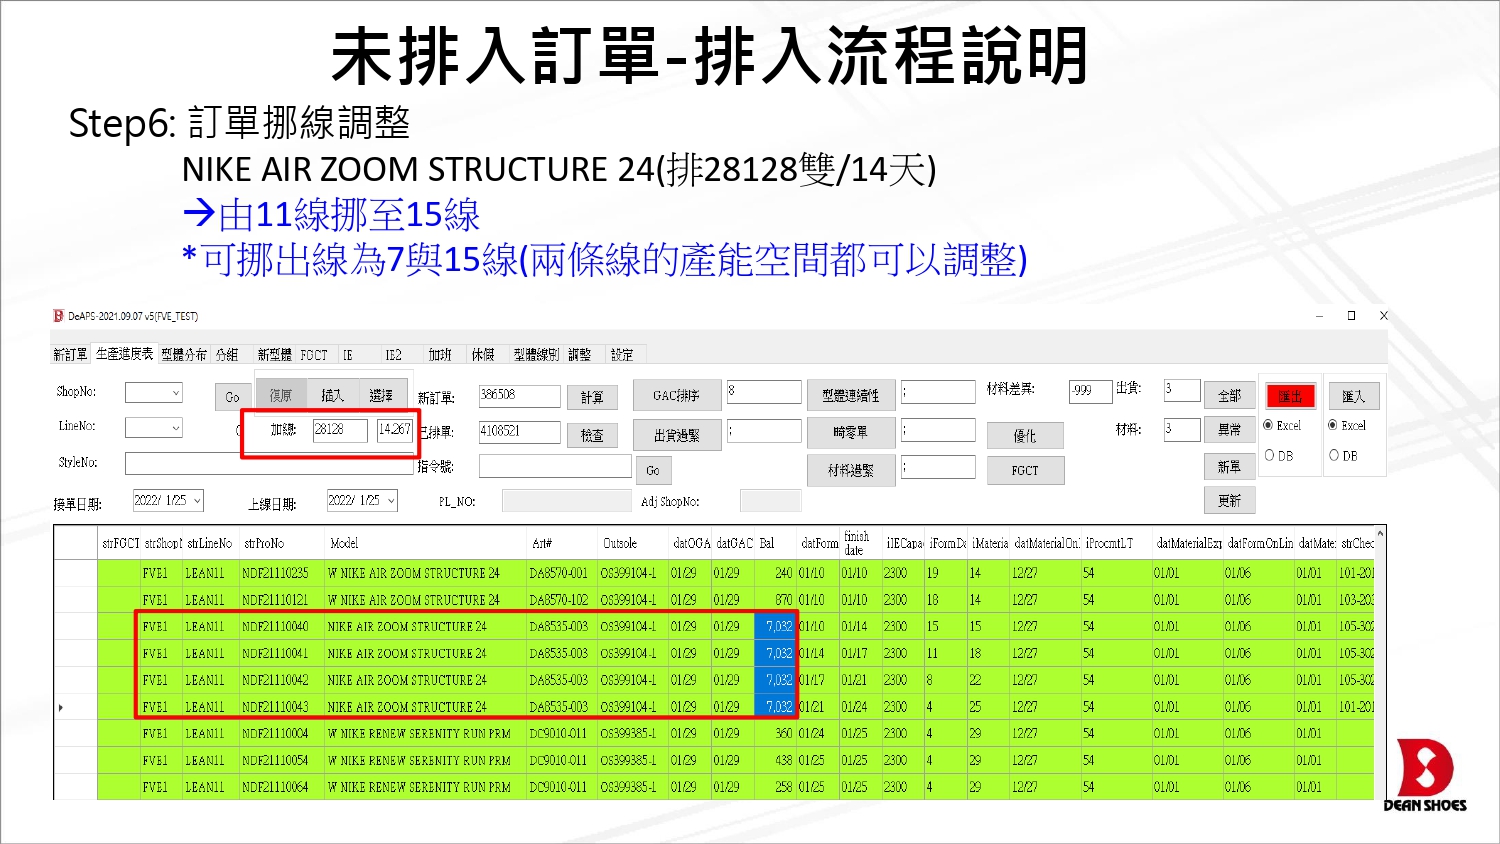 未排入訂單-排入流程說明
Step6: 訂單挪線調整
NIKE AIR ZOOM STRUCTURE 24(排28128雙/14天)
→由11線挪至15線
*可挪出線為7與15線(兩條線的產能空間都可以調整)
DeAPS-2021.09.07 v5(FVE_TEST)
新訂單 生產進度表 型體分布 分組 新型體 FGCT IE IE2 加班 休假 型體線別 調整 設定
ShopNo: Go 復原 插入 選擇 新訂單: 386508 計算 GAC排序 8 型體連續性 ; 材料差異: -999 出貨: 3 全部 匯出 匯入
LineNo: 加總: 28128 14.267 已排單: 4108521 檢查 出貨過緊 ; 畸零單 ; 優化 材料: 3 異常 Excel Excel
StyleNo: 指令號: Go 材料過緊 ; FGCT 新單 DB DB
接單日期: 2022/ 1/25 上線日期: 2022/ 1/25 PL_NO: Adj ShopNo: 更新
strFGCT strShopN strLineNo strProNo Model Art# Outsole datOGA datGAC Bal datForm finish date iIECapa iFormDa iMateria datMaterialOnl iProcmtLT datMaterialExp datFormOnLin datMate strChec
FVE1 LEAN11 NDF21110235 W NIKE AIR ZOOM STRUCTURE 24 DA8570-001 OS399104-1 01/29 01/29 240 01/10 01/10 2300 19 14 12/27 54 01/01 01/06 01/01 101-201
FVE1 LEAN11 NDF21110121 W NIKE AIR ZOOM STRUCTURE 24 DA8570-102 OS399104-1 01/29 01/29 870 01/10 01/10 2300 18 14 12/27 54 01/01 01/06 01/01 103-203
FVE1 LEAN11 NDF21110040 NIKE AIR ZOOM STRUCTURE 24 DA8535-003 OS399104-1 01/29 01/29 7,032 01/10 01/14 2300 15 15 12/27 54 01/01 01/06 01/01 105-302
FVE1 LEAN11 NDF21110041 NIKE AIR ZOOM STRUCTURE 24 DA8535-003 OS399104-1 01/29 01/29 7,032 01/14 01/17 2300 11 18 12/27 54 01/01 01/06 01/01 105-302
FVE1 LEAN11 NDF21110042 NIKE AIR ZOOM STRUCTURE 24 DA8535-003 OS399104-1 01/29 01/29 7,032 01/17 01/21 2300 8 22 12/27 54 01/01 01/06 01/01 105-302
FVE1 LEAN11 NDF21110043 NIKE AIR ZOOM STRUCTURE 24 DA8535-003 OS399104-1 01/29 01/29 7,032 01/21 01/24 2300 4 25 12/27 54 01/01 01/06 01/01 101-201
FVE1 LEAN11 NDF21110004 W NIKE RENEW SERENITY RUN PRM DC9010-011 OS399385-1 01/29 01/29 360 01/24 01/25 2300 4 29 12/27 54 01/01 01/06 01/01
FVE1 LEAN11 NDF21110054 W NIKE RENEW SERENITY RUN PRM DC9010-011 OS399385-1 01/29 01/29 438 01/25 01/25 2300 4 29 12/27 54 01/01 01/06 01/01
FVE1 LEAN11 NDF21110064 W NIKE RENEW SERENITY RUN PRM DC9010-011 OS399385-1 01/29 01/29 258 01/25 01/25 2300 4 29 12/27 54 01/01 01/06 01/01
DEAN SHOES